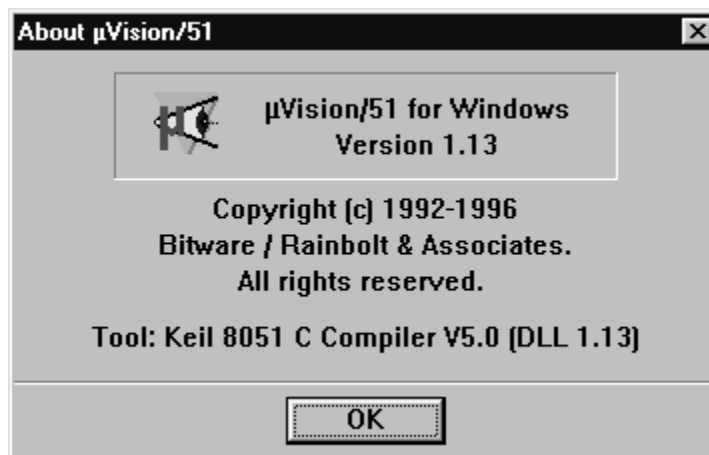 About µVision/51
µ
µVision/51 for Windows
Version 1.13
Copyright (c) 1992-1996
Bitware / Rainbolt & Associates.
All rights reserved.
Tool: Keil 8051 C Compiler V5.0 (DLL 1.13)
OK